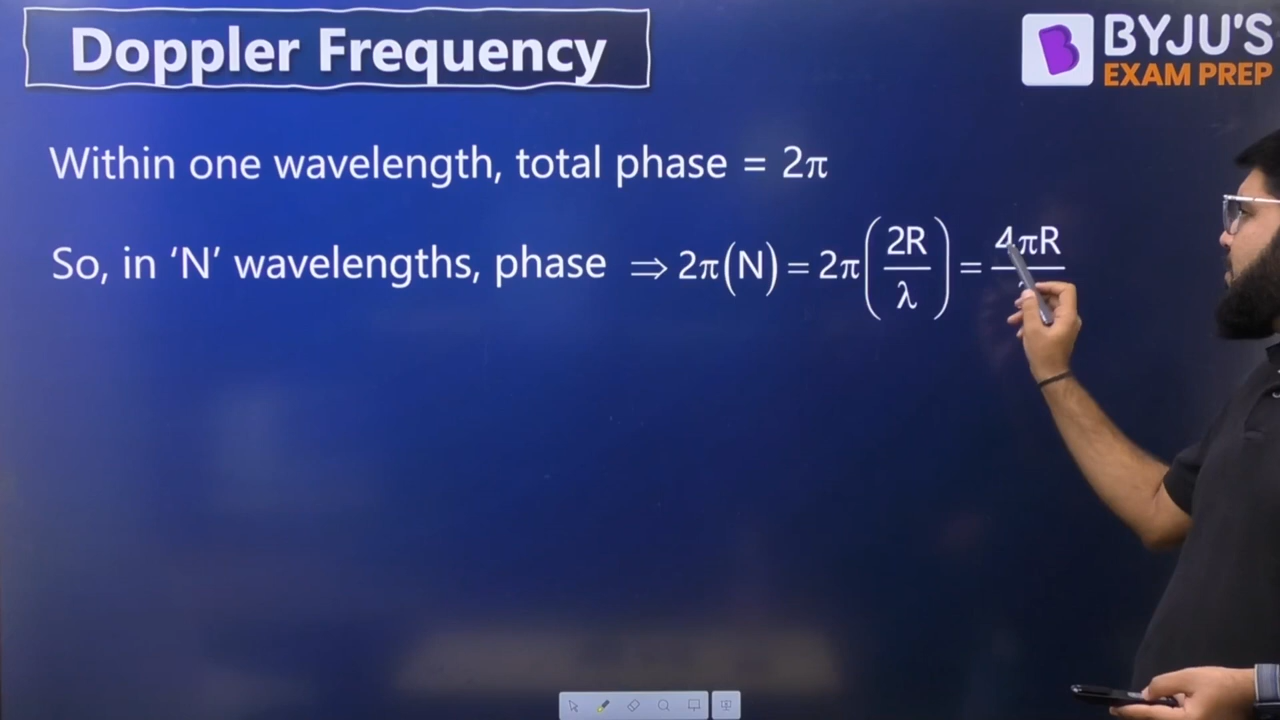 Doppler Frequency
BYJU'S
EXAM PREP
Within one wavelength, total phase = 2π
So, in ‘N’ wavelengths, phase ⇒ 2π(N) = 2π(2R/λ) = 4πR